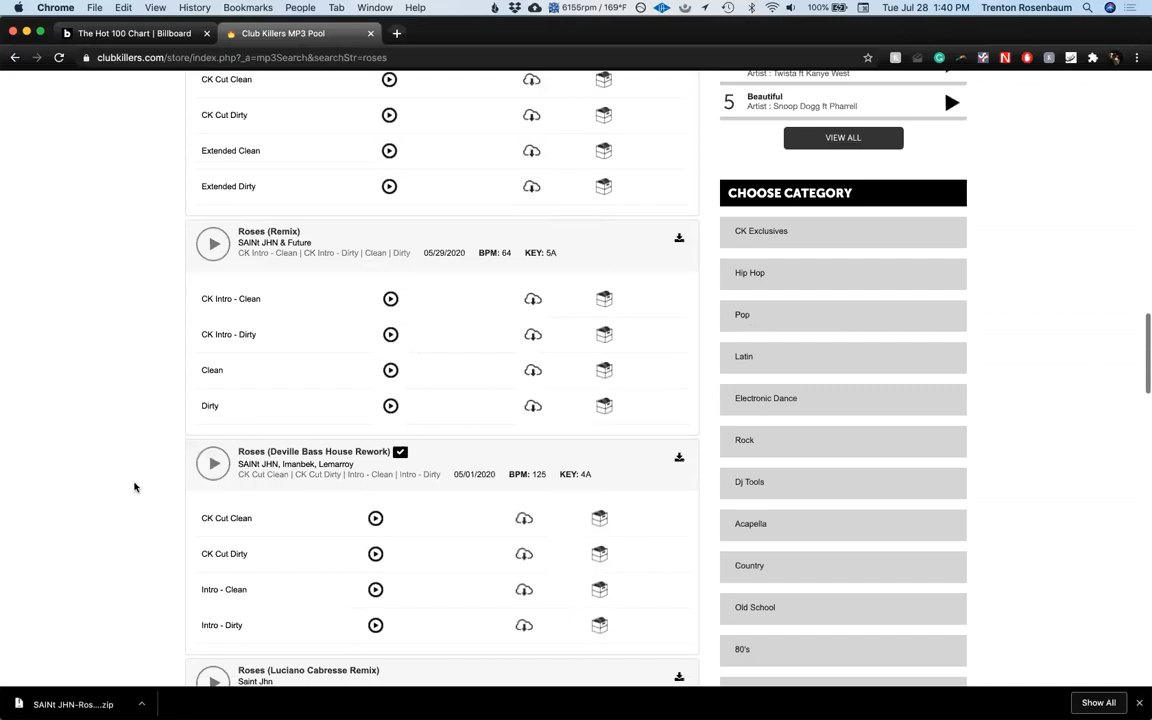 Chrome File Edit View History Bookmarks People Tab Window Help 6155rpm / 169°F 100% Tue Jul 28 1:40 PM Trenton Rosenbaum
The Hot 100 Chart | Billboard Club Killers MP3 Pool
clubkillers.com/store/index.php?_a=mp3Search&searchStr=roses
CK Cut Clean
CK Cut Dirty
Extended Clean
Extended Dirty
Roses (Remix)
SAINt JHN & Future
CK Intro - Clean | CK Intro - Dirty | Clean | Dirty 05/29/2020 BPM: 64 KEY: 5A
CK Intro - Clean
CK Intro - Dirty
Clean
Dirty
Roses (Deville Bass House Rework)
SAINt JHN, Imanbek, Lemarroy
CK Cut Clean | CK Cut Dirty | Intro - Clean | Intro - Dirty 05/01/2020 BPM: 125 KEY: 4A
CK Cut Clean
CK Cut Dirty
Intro - Clean
Intro - Dirty
Roses (Luciano Cabresse Remix)
Saint Jhn
Artist : Twista ft Kanye West
5 Beautiful
Artist : Snoop Dogg ft Pharrell
VIEW ALL
CHOOSE CATEGORY
CK Exclusives
Hip Hop
Pop
Latin
Electronic Dance
Rock
Dj Tools
Acapella
Country
Old School
80's
SAINt JHN-Ros....zip Show All